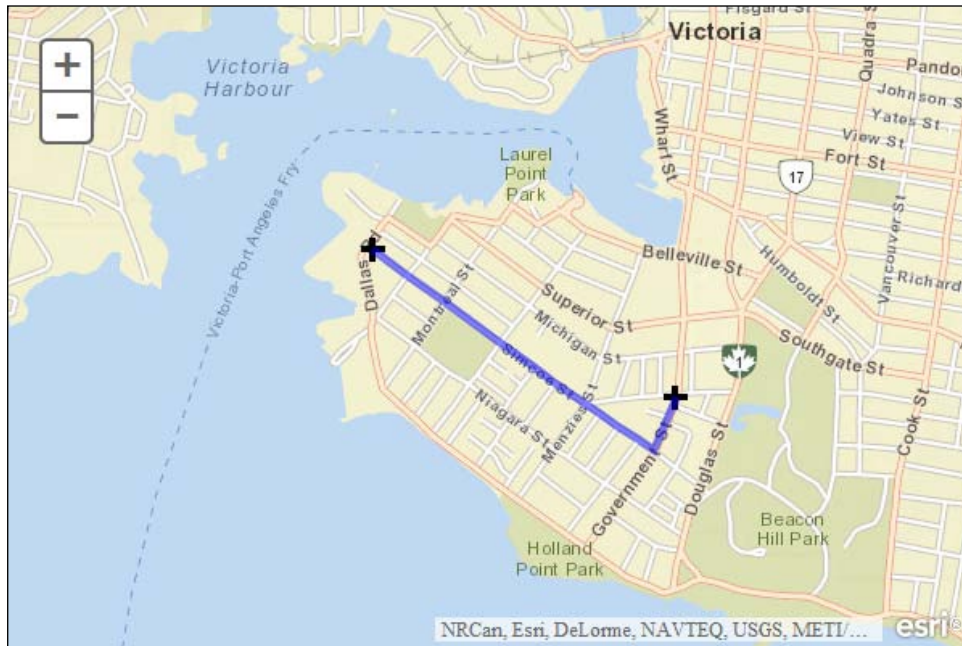 Fisgard St
Victoria
Quadra S
+
−
Victoria
Harbour
Pando
Johnson S
Yates St
View St
Fort St
Wharf St
17
Laurel
Point
Park
Victoria-Port Angeles Fry
Vancouver St
Belleville St
Humboldt St
Richard
Dallas Rd
Montreal St
Superior St
Michigan St
Southgate St
1
Simcoe St
Niagara St
Menzies St
Government St
Douglas St
Cook St
Beacon
Hill Park
Holland
Point Park
NRCan, Esri, DeLorme, NAVTEQ, USGS, METI/...
esri